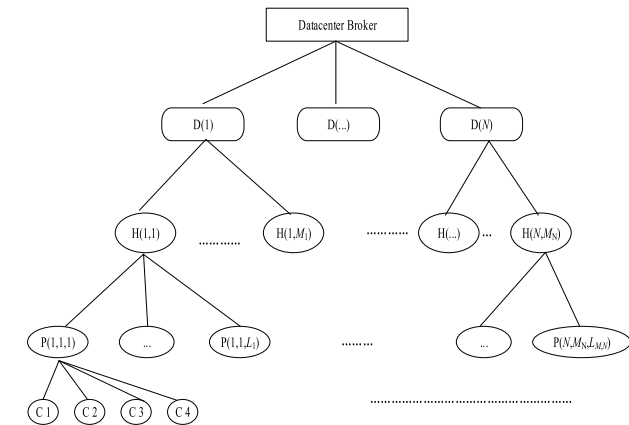 Datacenter Broker
D(1) D(...) D(N)
H(1,1) ............ H(1,M1) ............ H(...) ... H(N,MN)
P(1,1,1) ... P(1,1,L1) ......... ... P(N,MN,LM,N)
C 1 C 2 C 3 C 4 ......................................................